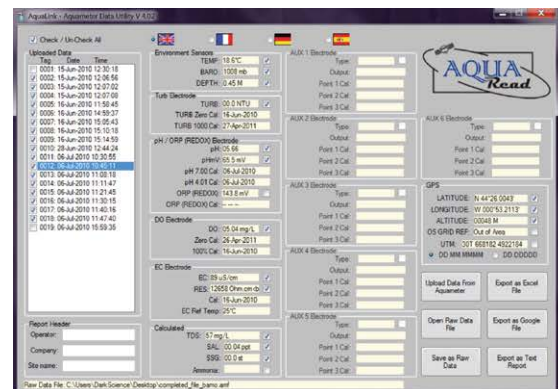 AquaLink - Aquameter Data Utility V 4.02
Check / Un-Check All
Uploaded Data
Tag Date Time
0001: 15-Jun-2010 12:30:18
0002: 15-Jun-2010 12:06:56
0003: 15-Jun-2010 12:07:02
0004: 15-Jun-2010 12:07:08
0005: 16-Jun-2010 11:58:45
0006: 16-Jun-2010 14:59:37
0007: 16-Jun-2010 15:05:43
0008: 16-Jun-2010 15:10:18
0009: 16-Jun-2010 15:14:59
0010: 28-Jun-2010 12:44:24
0011: 06-Jul-2010 10:30:55
0012: 06-Jul-2010 10:45:11
0013: 06-Jul-2010 11:00:18
0014: 06-Jul-2010 11:11:47
0015: 06-Jul-2010 11:21:45
0016: 06-Jul-2010 11:30:15
0017: 06-Jul-2010 11:40:16
0018: 06-Jul-2010 11:47:40
0019: 06-Jul-2010 15:59:35
Report Header
Operator:
Company:
Site name:
Environment Sensors
TEMP: 18.6°C
BARO: 1008 mb
DEPTH: 0.45 M
Turb Electrode
TURB: 00.0 NTU
TURB Zero Cal: 16-Jun-2010
TURB 1000 Cal: 27-Apr-2011
pH / ORP (REDOX) Electrode
pH: 05.66
pHmV: 65.5 mV
pH 7.00 Cal: 06-Jul-2010
pH 4.01 Cal: 06-Jul-2010
ORP (REDOX): 143.8 mV
ORP (REDOX) Cal: -- -- --
DO Electrode
DO: 05.04 mg/L
Zero Cal: 26-Apr-2011
100% Cal: 16-Jun-2010
EC Electrode
EC: 89 uS/cm
RES: 12658 Ohm.cm
Cal: 16-Jun-2010
EC Ref Temp: 25°C
Calculated
TDS: 57 mg/L
SAL: 00.04 ppt
SSG: 00.0 st
Ammonia:
AUX 1 Electrode
Type:
Output:
Point 1 Cal:
Point 2 Cal:
Point 3 Cal:
AUX 2 Electrode
Type:
Output:
Point 1 Cal:
Point 2 Cal:
Point 3 Cal:
AUX 3 Electrode
Type:
Output:
Point 1 Cal:
Point 2 Cal:
Point 3 Cal:
AUX 4 Electrode
Type:
Output:
Point 1 Cal:
Point 2 Cal:
Point 3 Cal:
AUX 5 Electrode
Type:
Output:
Point 1 Cal:
Point 2 Cal:
Point 3 Cal:
AQUA
Read
AUX 6 Electrode
Type:
Output:
Point 1 Cal:
Point 2 Cal:
Point 3 Cal:
GPS
LATITUDE: N 44°26.0043'
LONGITUDE: W 000°53.2113'
ALTITUDE: 00048 M
OS GRID REF: Out of Area
UTM: 30T 668182 4922184
DD MM.MMMM
DD.DDDDD
Upload Data From Aquameter
Export as Excel File
Open Raw Data File
Export as Google File
Save as Raw Data
Export as Text Report
Raw Data File: C:\Users\DarkScience\Desktop\completed_file_bamo.amf